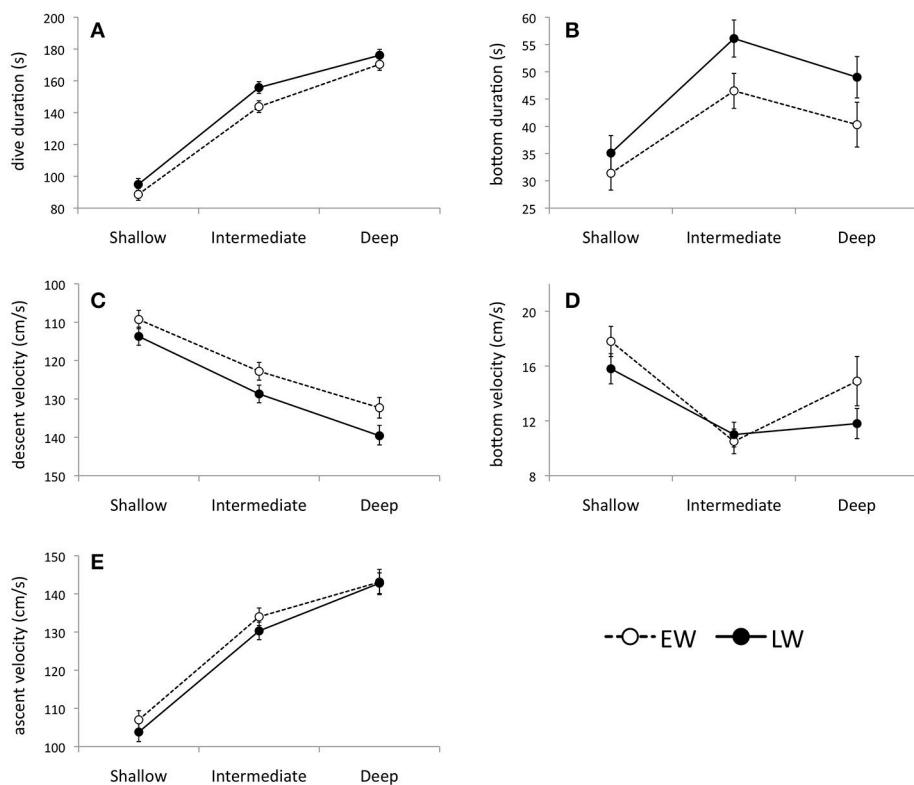 A
dive duration (s)
200
180
160
140
120
100
80
Shallow Intermediate Deep
B
bottom duration (s)
60
55
50
45
40
35
30
25
Shallow Intermediate Deep
C
descent velocity (cm/s)
100
110
120
130
140
150
Shallow Intermediate Deep
D
bottom velocity (cm/s)
20
16
12
8
Shallow Intermediate Deep
E
ascent velocity (cm/s)
150
140
130
120
110
100
Shallow Intermediate Deep
EW LW